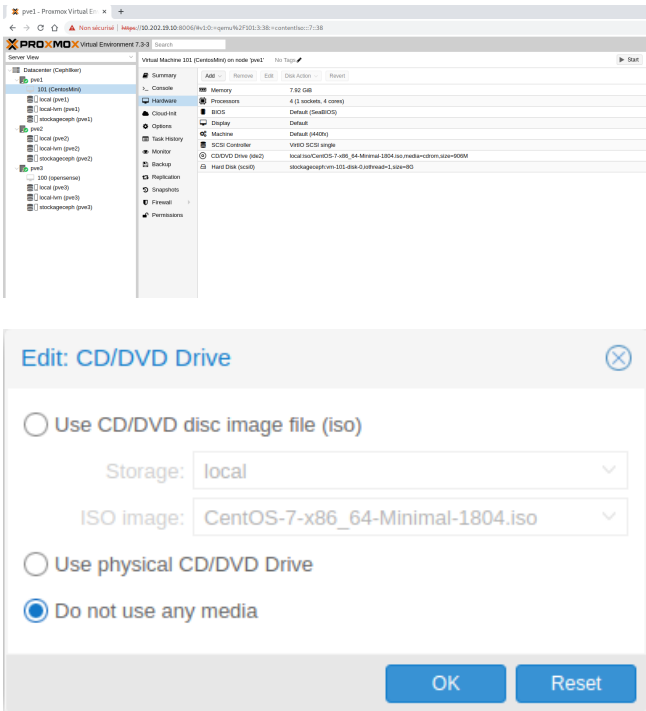 pve1 - Proxmox Virtual En × +
Non sécurisé | https://10.202.19.10:8006/#v1:0:=qemu%2F101:3:38:=contentIso:::7::38
PROXMOX Virtual Environment 7.3-3 Search
Server View
Virtual Machine 101 (CentosMini) on node 'pve1' No Tags Start
Datacenter (Cephilker)
pve1
101 (CentosMini)
local (pve1)
local-lvm (pve1)
stockageceph (pve1)
pve2
local (pve2)
local-lvm (pve2)
stockageceph (pve2)
pve3
100 (opensense)
local (pve3)
local-lvm (pve3)
stockageceph (pve3)
Summary
Console
Hardware
Cloud-Init
Options
Task History
Monitor
Backup
Replication
Snapshots
Firewall
Permissions
Add Remove Edit Disk Action Revert
Memory 7.92 GiB
Processors 4 (1 sockets, 4 cores)
BIOS Default (SeaBIOS)
Display Default
Machine Default (i440fx)
SCSI Controller VirtIO SCSI single
CD/DVD Drive (ide2) local:iso/CentOS-7-x86_64-Minimal-1804.iso,media=cdrom,size=906M
Hard Disk (scsi0) stockageceph:vm-101-disk-0,iothread=1,size=8G
Edit: CD/DVD Drive
Use CD/DVD disc image file (iso)
Storage: local
ISO image: CentOS-7-x86_64-Minimal-1804.iso
Use physical CD/DVD Drive
Do not use any media
OK Reset